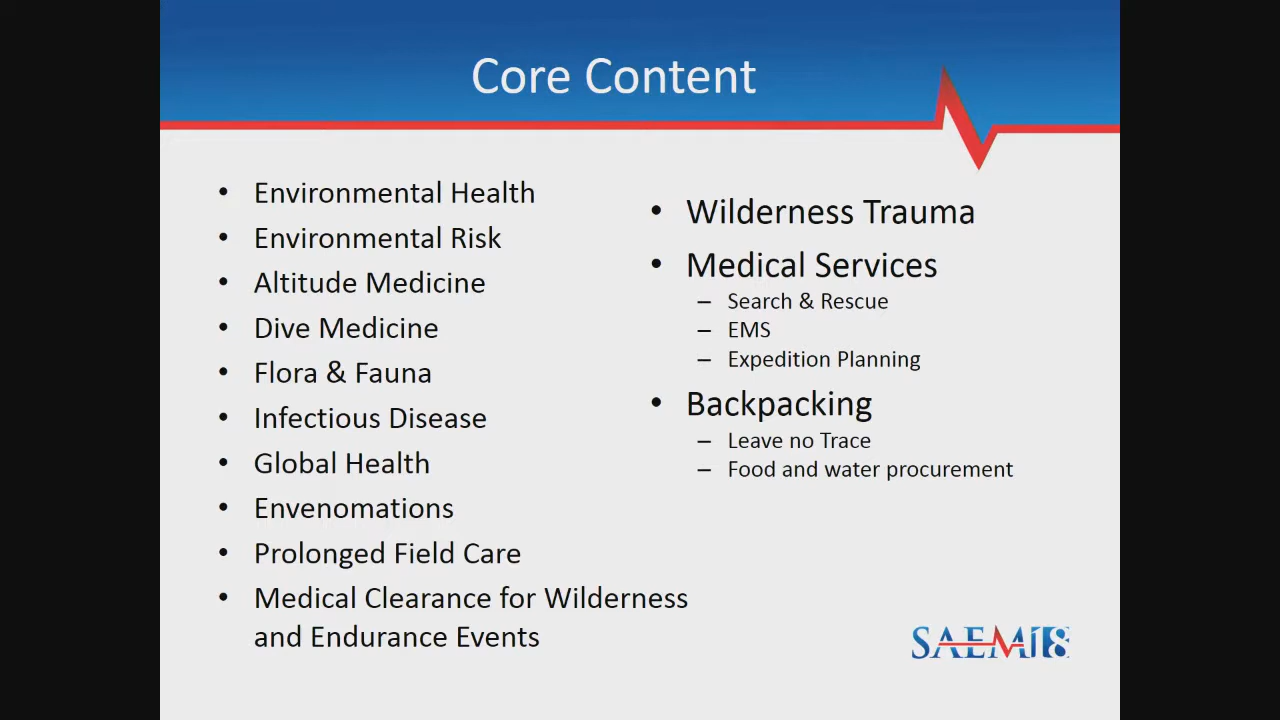 Core Content
• Environmental Health
• Environmental Risk
• Altitude Medicine
• Dive Medicine
• Flora & Fauna
• Infectious Disease
• Global Health
• Envenomations
• Prolonged Field Care
• Medical Clearance for Wilderness
and Endurance Events
• Wilderness Trauma
• Medical Services
– Search & Rescue
– EMS
– Expedition Planning
• Backpacking
– Leave no Trace
– Food and water procurement
SAEM18